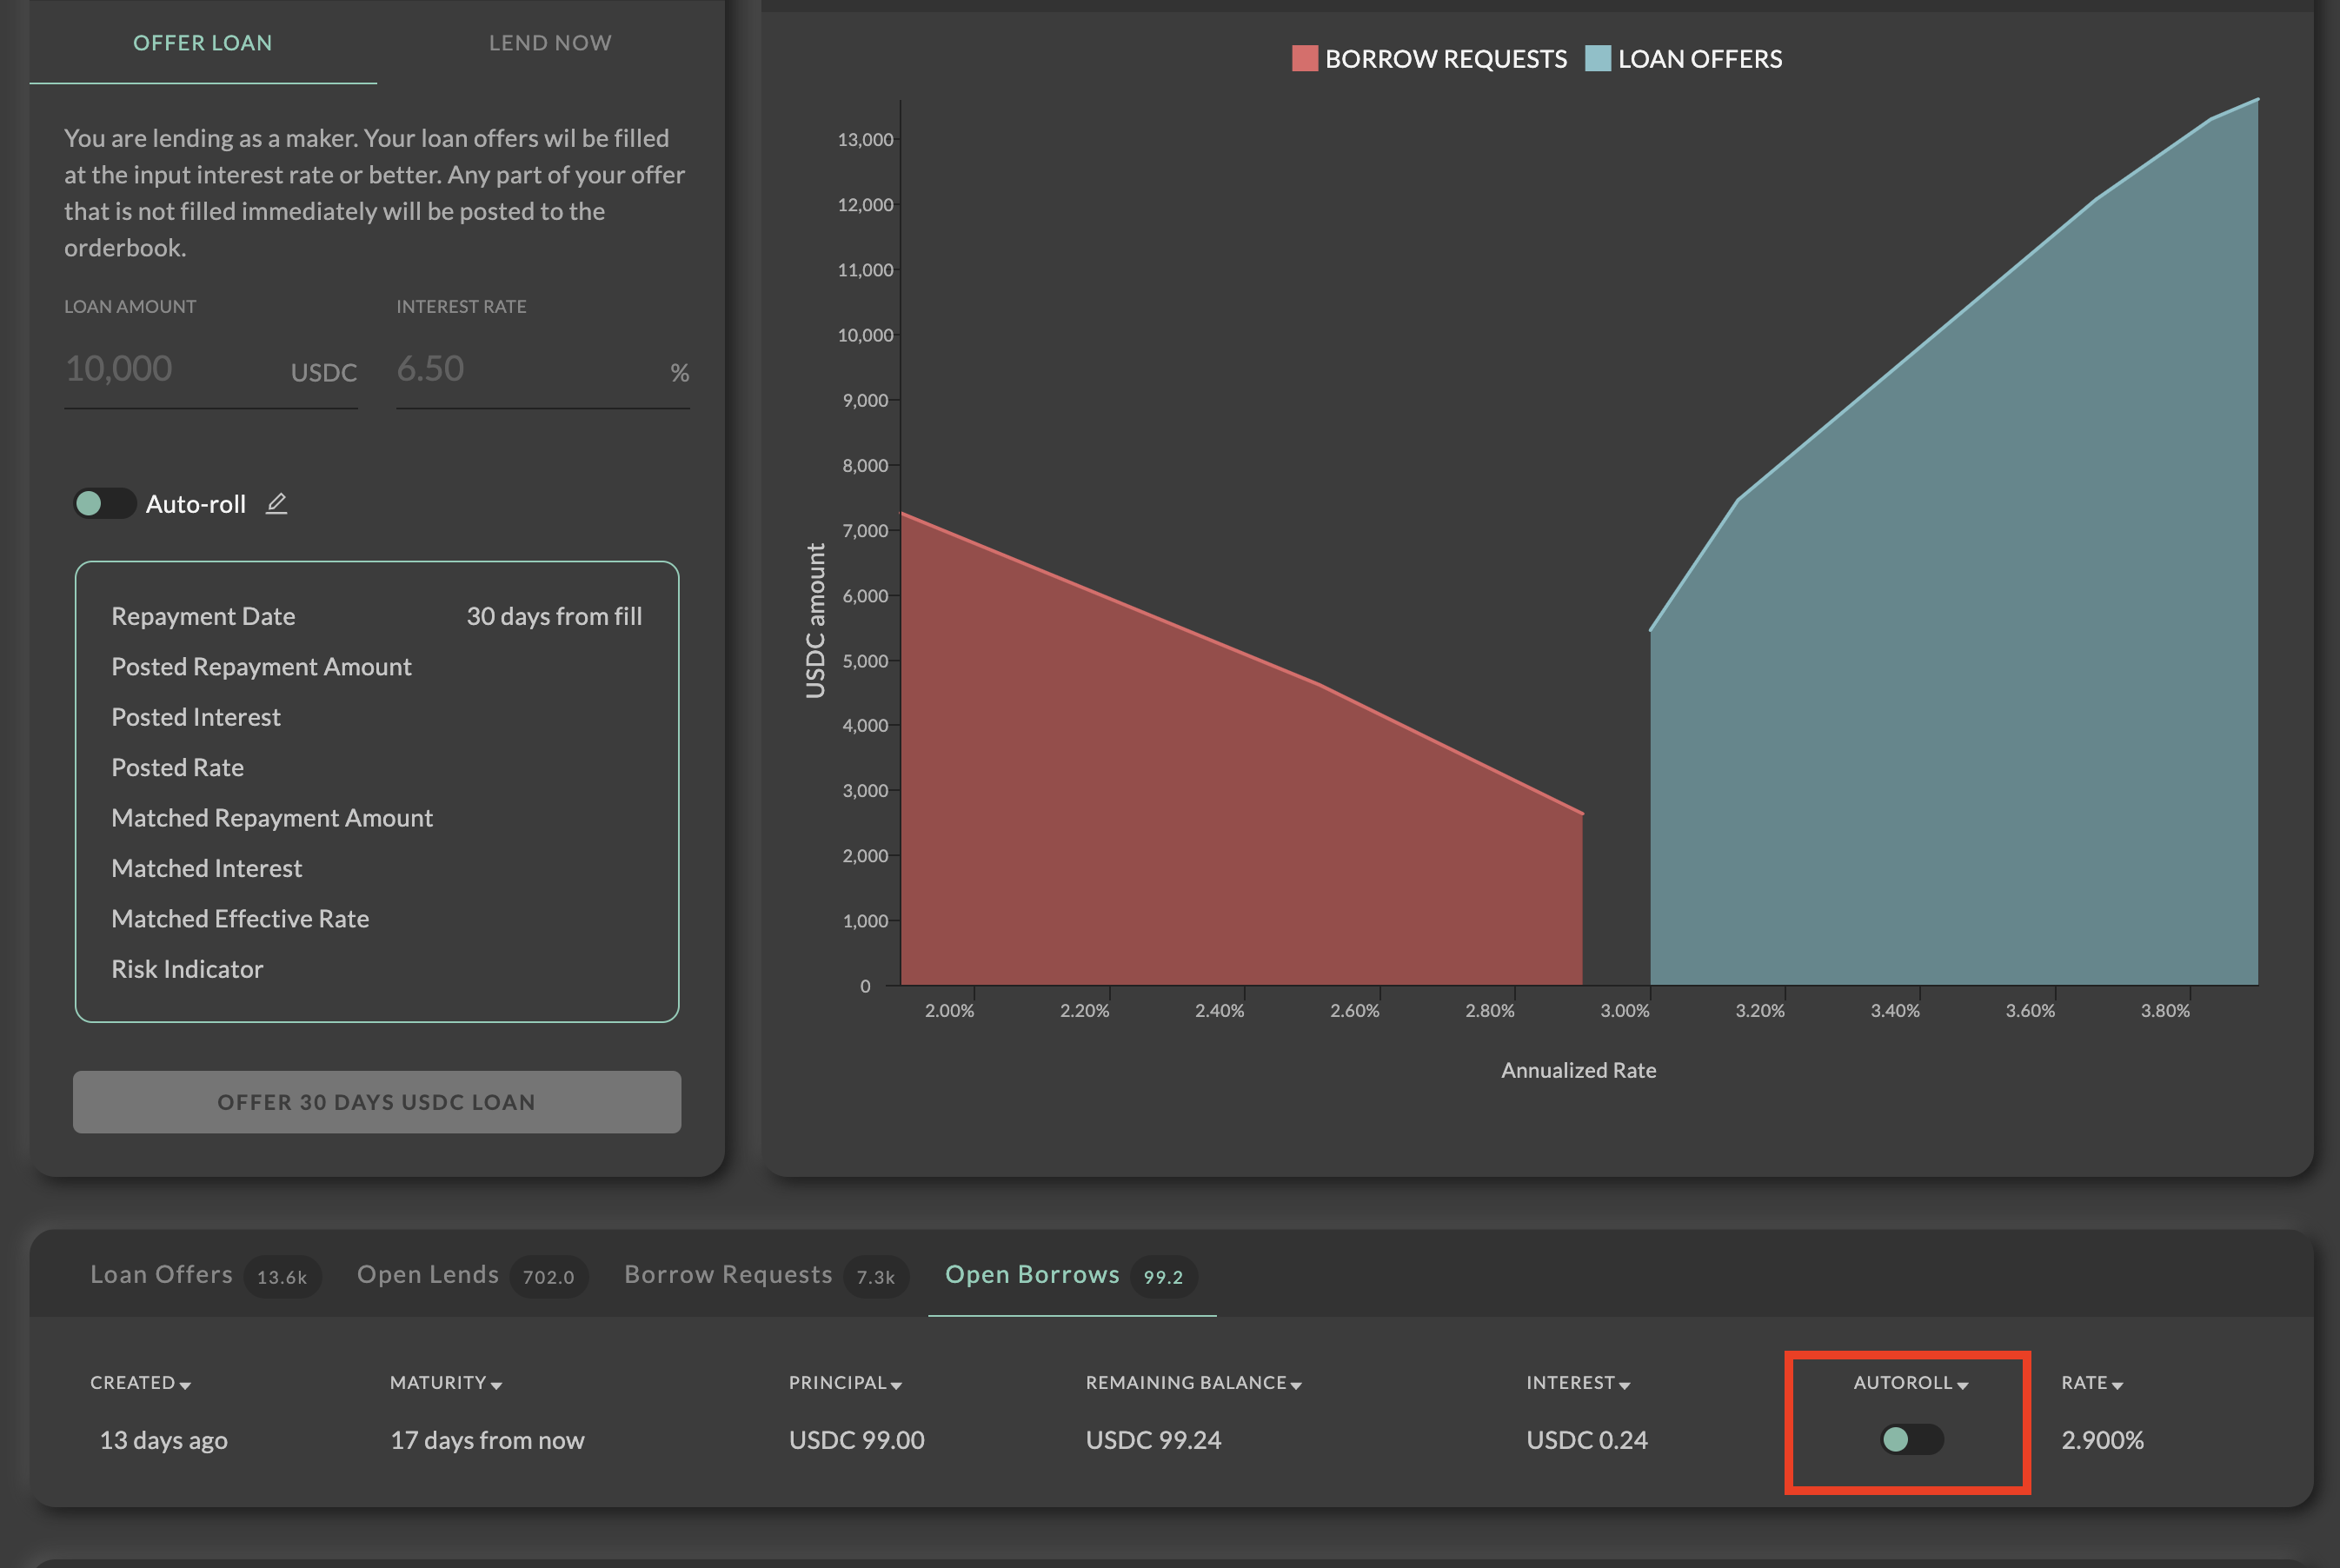 OFFER LOAN
LEND NOW
You are lending as a maker. Your loan offers wil be filled
at the input interest rate or better. Any part of your offer
that is not filled immediately will be posted to the
orderbook.
LOAN AMOUNT
INTEREST RATE
10,000 USDC
6.50 %
Auto-roll
Repayment Date 30 days from fill
Posted Repayment Amount
Posted Interest
Posted Rate
Matched Repayment Amount
Matched Interest
Matched Effective Rate
Risk Indicator
OFFER 30 DAYS USDC LOAN
BORROW REQUESTS LOAN OFFERS
USDC amount
13,000
12,000
11,000
10,000
9,000
8,000
7,000
6,000
5,000
4,000
3,000
2,000
1,000
0
2.00% 2.20% 2.40% 2.60% 2.80% 3.00% 3.20% 3.40% 3.60% 3.80%
Annualized Rate
Loan Offers 13.6k Open Lends 702.0 Borrow Requests 7.3k Open Borrows 99.2
CREATED MATURITY PRINCIPAL REMAINING BALANCE INTEREST AUTOROLL RATE
13 days ago 17 days from now USDC 99.00 USDC 99.24 USDC 0.24 2.900%